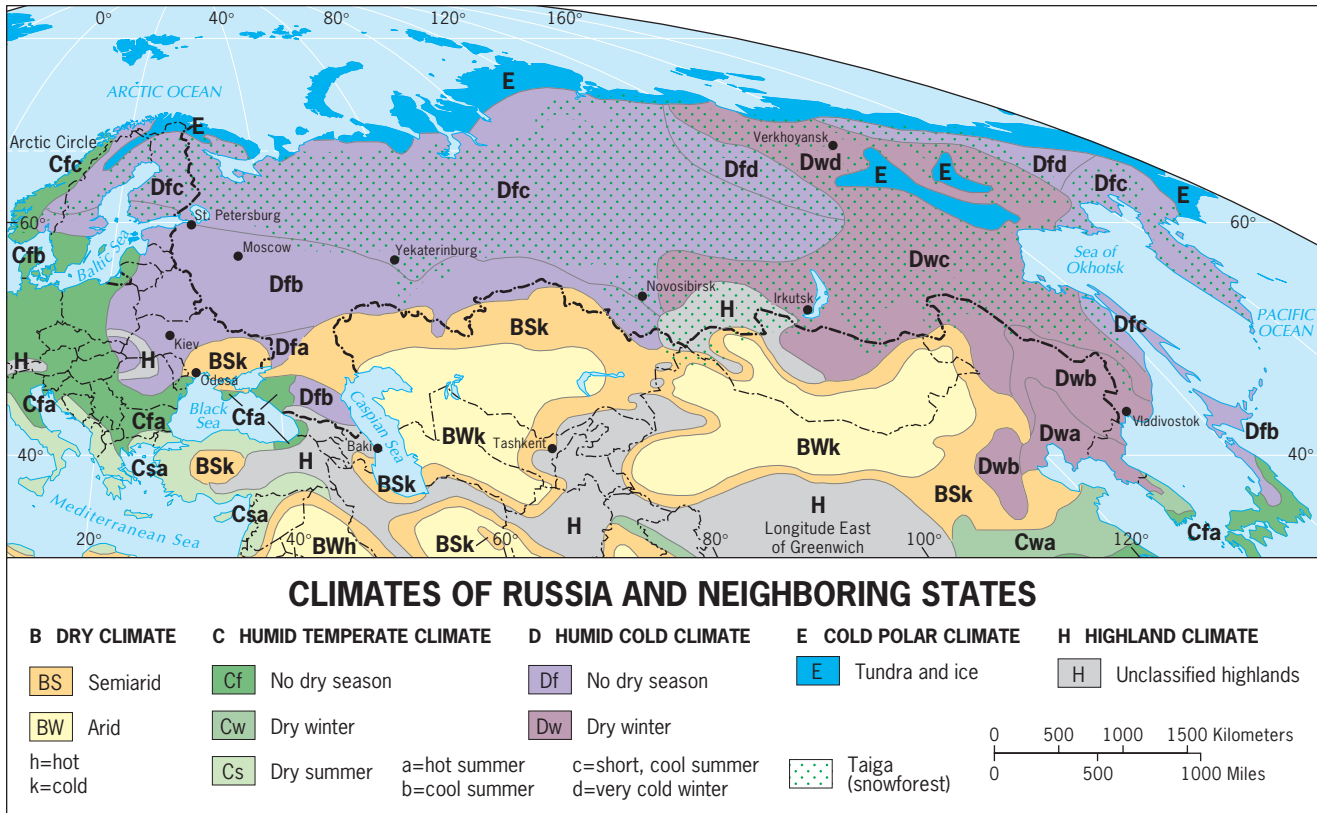 0° 40° 80° 120° 160°
ARCTIC OCEAN
E
E
Arctic Circle
Cfc
Verkhoyansk
Dwd
Dfd
E
E
Dfd
Dfc
E
Dfc
Dfc
St. Petersburg
60°
60°
Moscow
Yekaterinburg
Cfb
Baltic Sea
Dfb
Dwc
Sea of
Okhotsk
Novosibirsk
Irkutsk
H
PACIFIC
OCEAN
Dfc
BSk
Kiev
H
H
BSk
Dfa
Odesa
Dfb
Dwb
Cfa
Cfa
Black
Sea
Cfa
Caspian Sea
Vladivostok
Dfb
BWk
Tashkent
BWk
Dwa
Baki
40°
Csa
BSk
H
BSk
Dwb
40°
BSk
Mediterranean Sea
Csa
H
H
Longitude East
of Greenwich
Cwa
Cfa
20°
40°
BWh
BSk
60°
80°
100°
120°
CLIMATES OF RUSSIA AND NEIGHBORING STATES
B DRY CLIMATE
BS Semiarid
BW Arid
h=hot
k=cold
C HUMID TEMPERATE CLIMATE
Cf No dry season
Cw Dry winter
Cs Dry summer
a=hot summer
b=cool summer
D HUMID COLD CLIMATE
Df No dry season
Dw Dry winter
c=short, cool summer
d=very cold winter
E COLD POLAR CLIMATE
E Tundra and ice
Taiga
(snowforest)
H HIGHLAND CLIMATE
H Unclassified highlands
0 500 1000 1500 Kilometers
0 500 1000 Miles